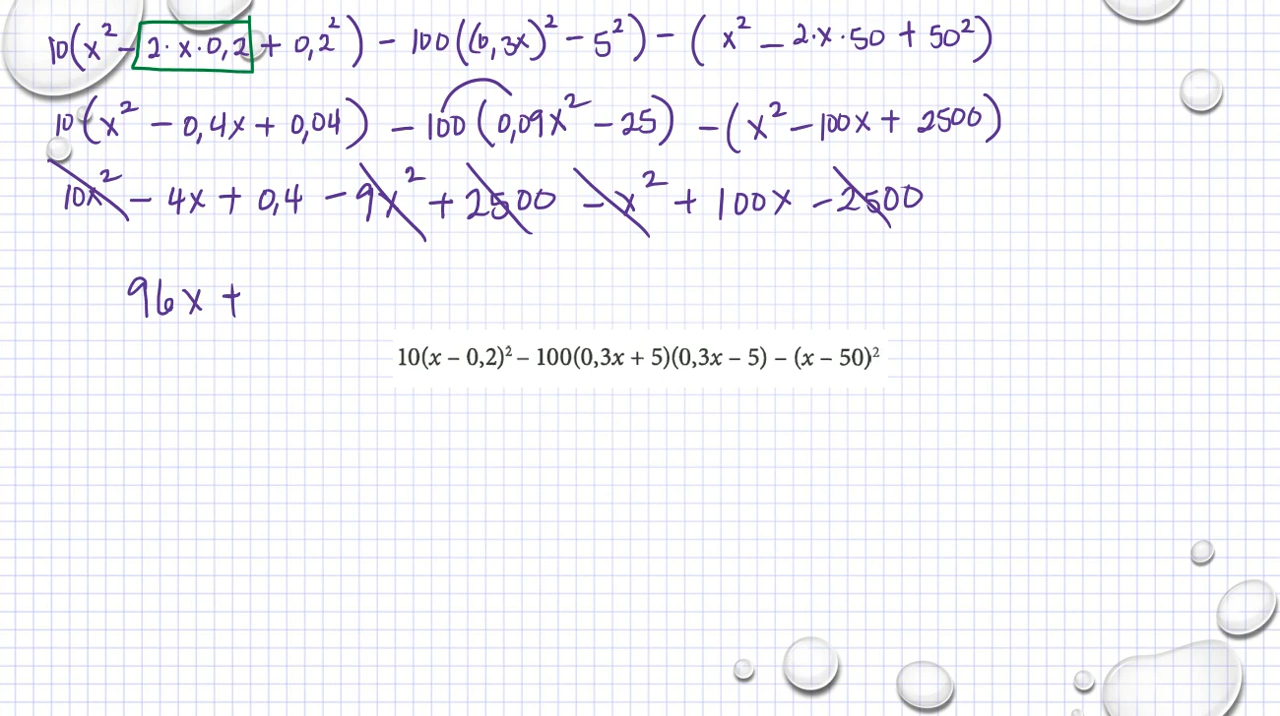 10(x² - 2·x·0,2 + 0,2²) - 100((0,3x)² - 5²) - (x² - 2·x·50 + 50²)
10(x² - 0,4x + 0,04) - 100(0,09x² - 25) - (x² - 100x + 2500)
10x² - 4x + 0,4 - 9x² + 2500 - x² + 100x - 2500
96x +
10(x – 0,2)² – 100(0,3x + 5)(0,3x – 5) – (x – 50)²